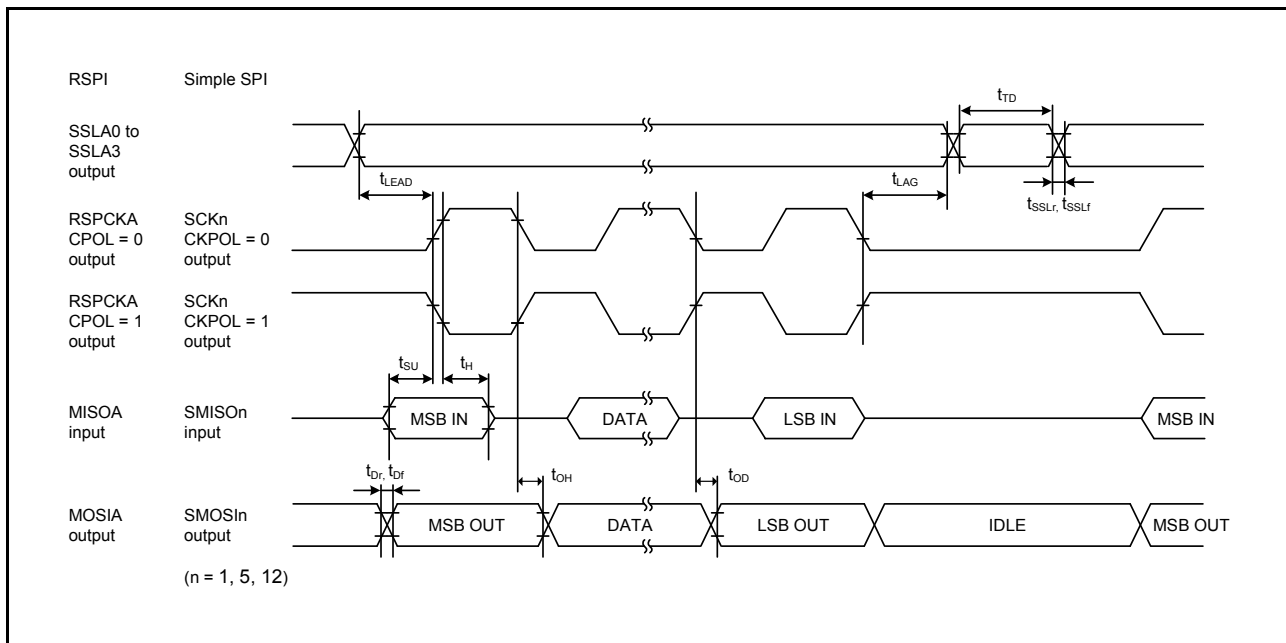 RSPI Simple SPI
tTD
SSLA0 to
SSLA3
output
tLEAD
tLAG
tSSLr, tSSLf
RSPCKA SCKn
CPOL = 0 CKPOL = 0
output output
RSPCKA SCKn
CPOL = 1 CKPOL = 1
output output
tSU tH
MISOA SMISOn
input input
MSB IN DATA LSB IN MSB IN
tDr, tDf
tOH tOD
MOSIA SMOSIn
output output
MSB OUT DATA LSB OUT IDLE MSB OUT
(n = 1, 5, 12)